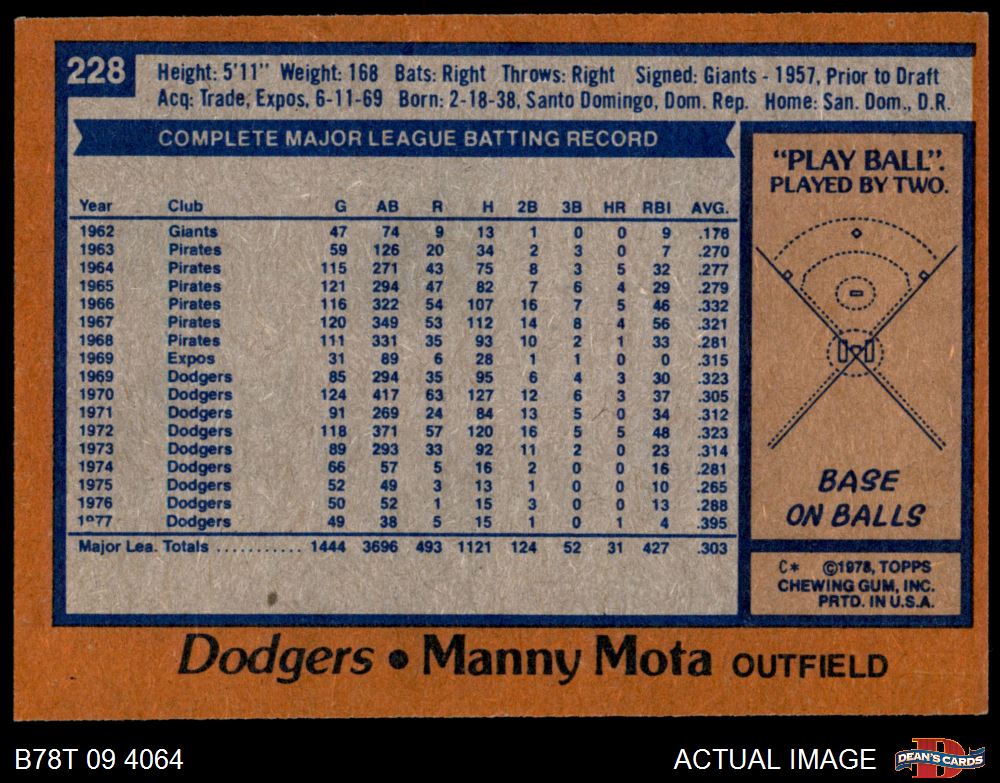 228
Height: 5'11" Weight: 168 Bats: Right Throws: Right Signed: Giants - 1957, Prior to Draft
Acq: Trade, Expos, 6-11-69 Born: 2-18-38, Santo Domingo, Dom. Rep. Home: San. Dom., D.R.
COMPLETE MAJOR LEAGUE BATTING RECORD
Year Club G AB R H 2B 3B HR RBI AVG.
1962 Giants 47 74 9 13 1 0 0 9 .176
1963 Pirates 59 126 20 34 2 3 0 7 .270
1964 Pirates 115 271 43 75 8 3 5 32 .277
1965 Pirates 121 294 47 82 7 6 4 29 .279
1966 Pirates 116 322 54 107 16 7 5 46 .332
1967 Pirates 120 349 53 112 14 8 4 56 .321
1968 Pirates 111 331 35 93 10 2 1 33 .281
1969 Expos 31 89 6 28 1 1 0 0 .315
1969 Dodgers 85 294 35 95 6 4 3 30 .323
1970 Dodgers 124 417 63 127 12 6 3 37 .305
1971 Dodgers 91 269 24 84 13 5 0 34 .312
1972 Dodgers 118 371 57 120 16 5 5 48 .323
1973 Dodgers 89 293 33 92 11 2 0 23 .314
1974 Dodgers 66 57 5 16 2 0 0 16 .281
1975 Dodgers 52 49 3 13 1 0 0 10 .265
1976 Dodgers 50 52 1 15 3 0 0 13 .288
1977 Dodgers 49 38 5 15 1 0 1 4 .395
Major Lea. Totals ........... 1444 3696 493 1121 124 52 31 427 .303
"PLAY BALL".
PLAYED BY TWO.
BASE
ON BALLS
C* ©1978, TOPPS
CHEWING GUM, INC.
PRTD. IN U.S.A.
Dodgers • Manny Mota OUTFIELD
B78T 09 4064
ACTUAL IMAGE
D
DEAN'S CARDS